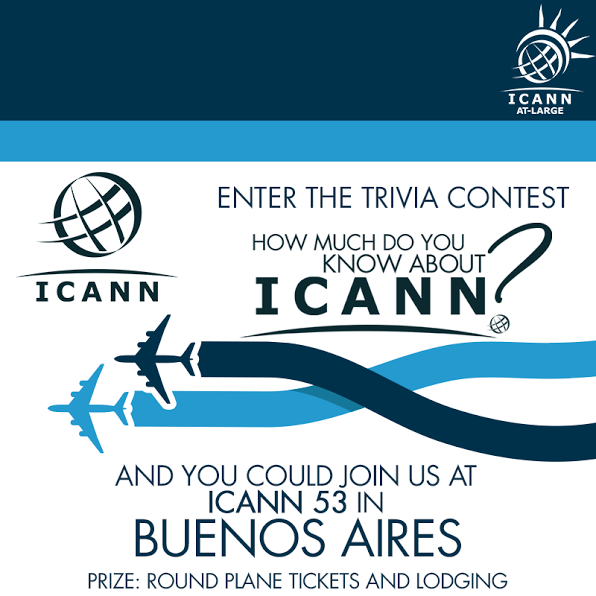 ICANN
AT-LARGE
ENTER THE TRIVIA CONTEST
HOW MUCH DO YOU
KNOW ABOUT
ICANN?
ICANN
AND YOU COULD JOIN US AT
ICANN 53 IN
BUENOS AIRES
PRIZE: ROUND PLANE TICKETS AND LODGING